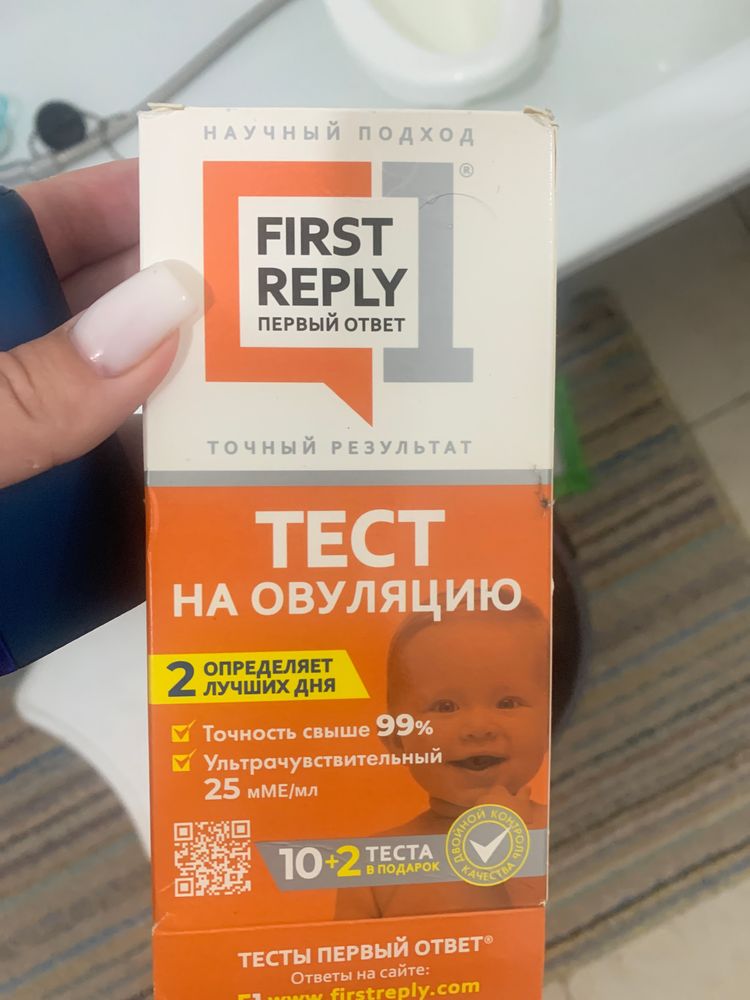 НАУЧНЫЙ ПОДХОД
1®
FIRST
REPLY
ПЕРВЫЙ ОТВЕТ
ТОЧНЫЙ РЕЗУЛЬТАТ
ТЕСТ
НА ОВУЛЯЦИЮ
2 ОПРЕДЕЛЯЕТ
ЛУЧШИХ ДНЯ
Точность свыше 99%
Ультрачувствительный
25 мМЕ/мл
10+2 ТЕСТА
В ПОДАРОК
ДВОЙНОЙ КОНТРОЛЬ
КАЧЕСТВА
ТЕСТЫ ПЕРВЫЙ ОТВЕТ®
Ответы на сайте:
www.firstreply.com